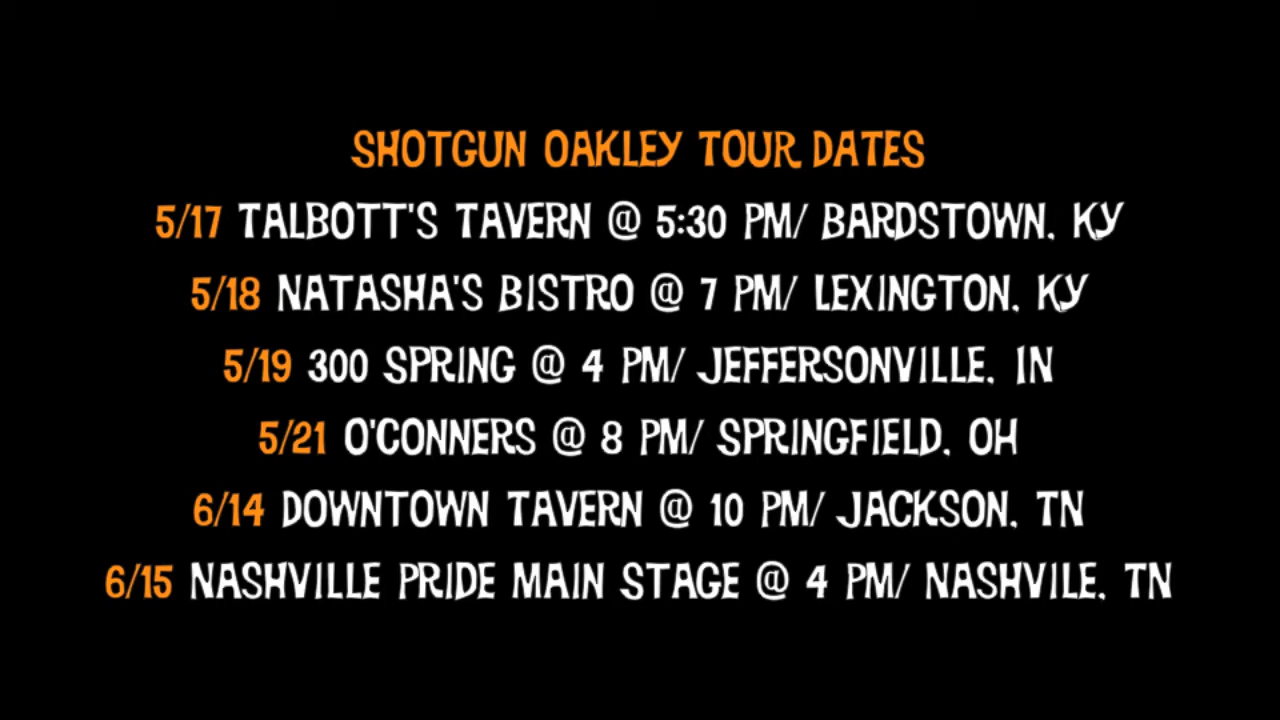 SHOTGUN OAKLEY TOUR DATES
5/17 TALBOTT'S TAVERN @ 5:30 PM/ BARDSTOWN, KY
5/18 NATASHA'S BISTRO @ 7 PM/ LEXINGTON, KY
5/19 300 SPRING @ 4 PM/ JEFFERSONVILLE, IN
5/21 O'CONNERS @ 8 PM/ SPRINGFIELD, OH
6/14 DOWNTOWN TAVERN @ 10 PM/ JACKSON, TN
6/15 NASHVILLE PRIDE MAIN STAGE @ 4 PM/ NASHVILE, TN